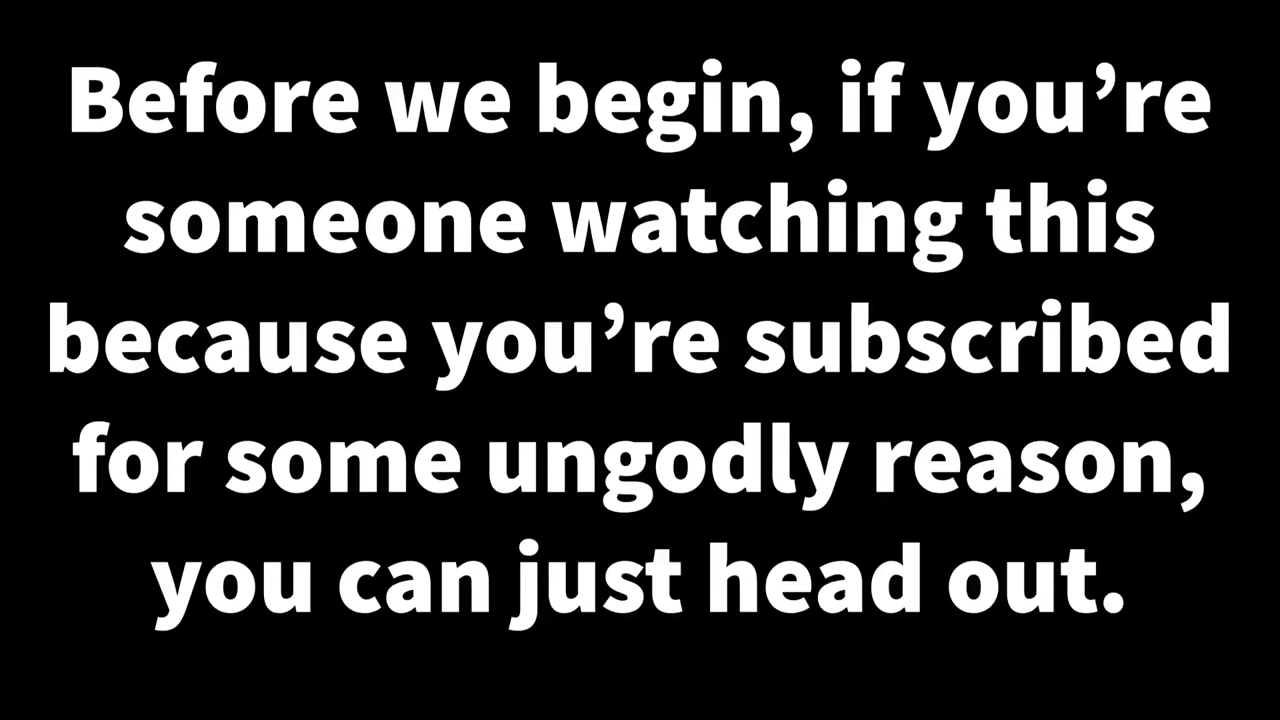 Before we begin, if you’re
someone watching this
because you’re subscribed
for some ungodly reason,
you can just head out.